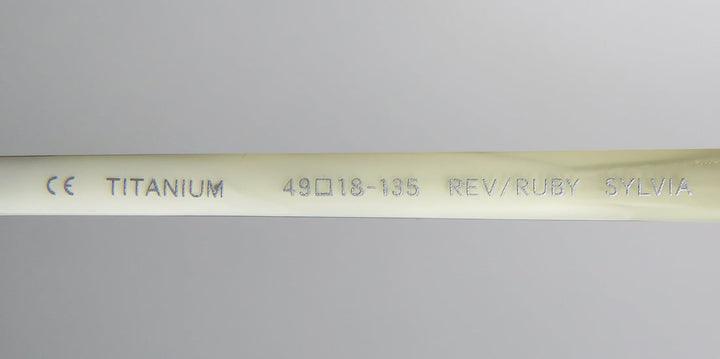 CE TITANIUM 49□18-135 REV/RUBY SYLVIA